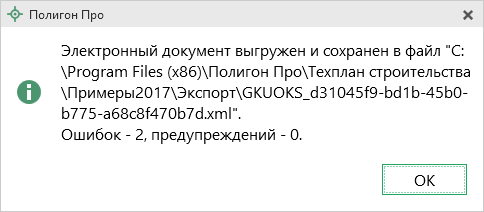 Полигон Про
Электронный документ выгружен и сохранен в файл "C:
\Program Files (x86)\Полигон Про\Техплан строительства
\Примеры2017\Экспорт\GKUOKS_d31045f9-bd1b-45b0-
b775-a68c8f470b7d.xml".
Ошибок - 2, предупреждений - 0.
OK